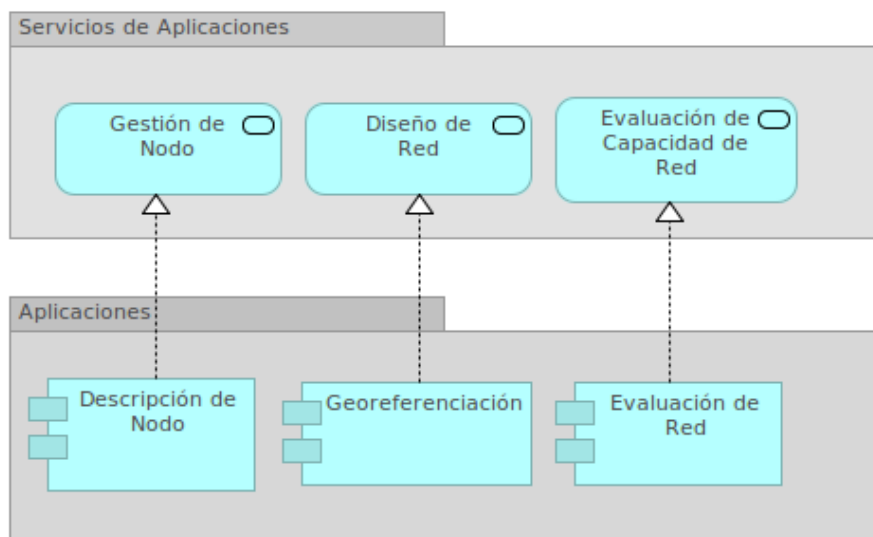 Servicios de Aplicaciones
Gestión de
Nodo
Diseño de
Red
Evaluación de
Capacidad de
Red
Aplicaciones
Descripción de
Nodo
Georeferenciación
Evaluación de
Red